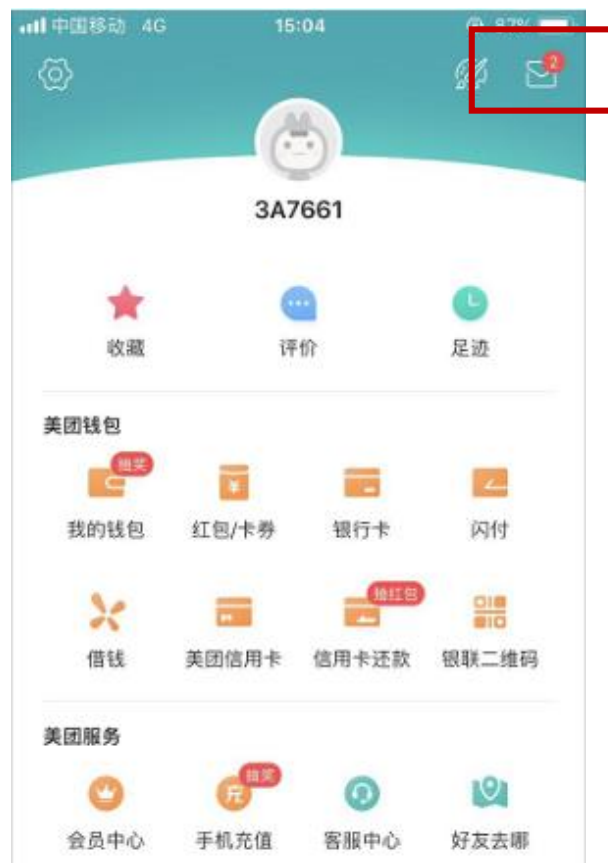 中国移动 4G 15:04 87%
2
3A7661
收藏 评价 足迹
美团钱包
抽奖
我的钱包 红包/卡券 银行卡 闪付
抢红包
借钱 美团信用卡 信用卡还款 银联二维码
美团服务
抽奖
会员中心 手机充值 客服中心 好友去哪